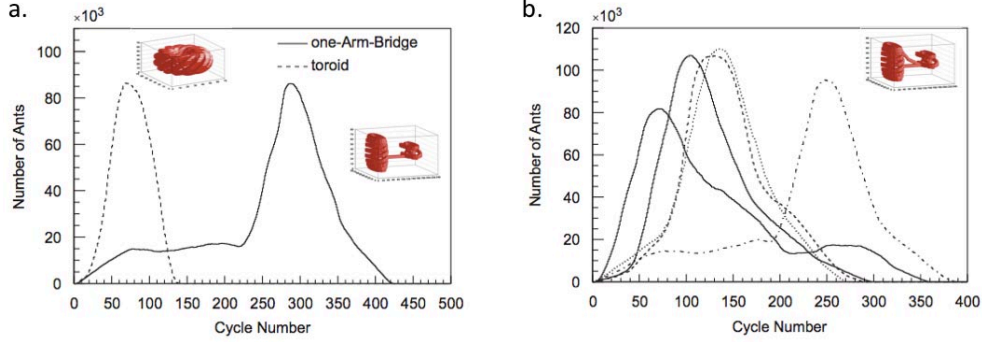 a.
×10³
100
80
60
40
20
0
Number of Ants
one-Arm-Bridge
toroid
0 50 100 150 200 250 300 350 400 450 500
Cycle Number
b.
×10³
120
100
80
60
40
20
0
Number of Ants
0 50 100 150 200 250 300 350 400
Cycle Number